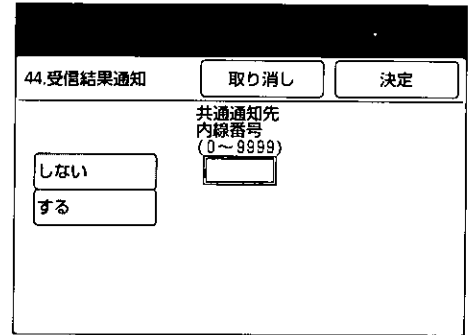 44.受信結果通知 取り消し 決定
共通通知先
内線番号
(0～9999)
しない
する